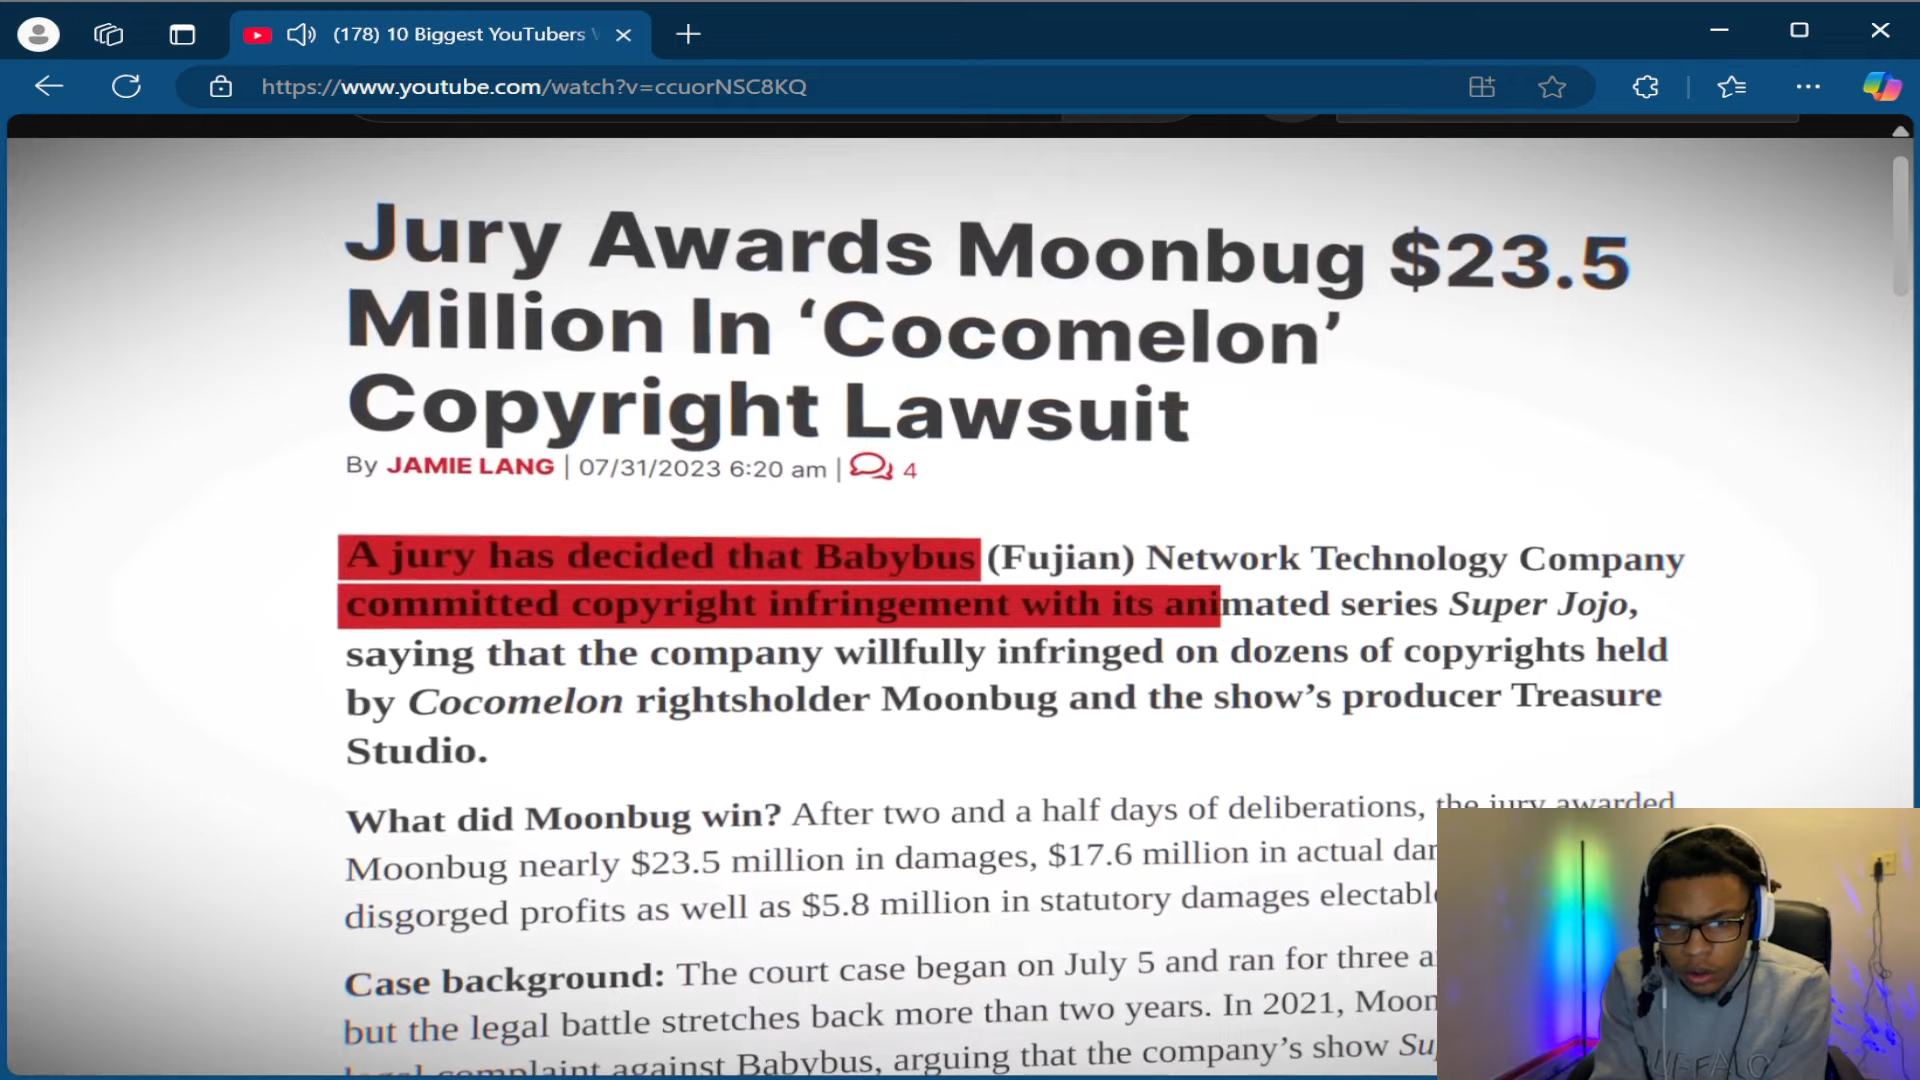 (178) 10 Biggest YouTubers
https://www.youtube.com/watch?v=ccuorNSC8KQ
Jury Awards Moonbug $23.5
Million In ‘Cocomelon’
Copyright Lawsuit
By JAMIE LANG | 07/31/2023 6:20 am | 4
A jury has decided that Babybus (Fujian) Network Technology Company
committed copyright infringement with its animated series Super Jojo,
saying that the company willfully infringed on dozens of copyrights held
by Cocomelon rightsholder Moonbug and the show’s producer Treasure
Studio.
What did Moonbug win? After two and a half days of deliberations, the jury awarded
Moonbug nearly $23.5 million in damages, $17.6 million in actual
disgorged profits as well as $5.8 million in statutory damages
Case background: The court case began on July 5 and ran for three
but the legal battle stretches back more than two years. In 2021,
legal complaint against Babybus, arguing that the company’s show
BUFFALO